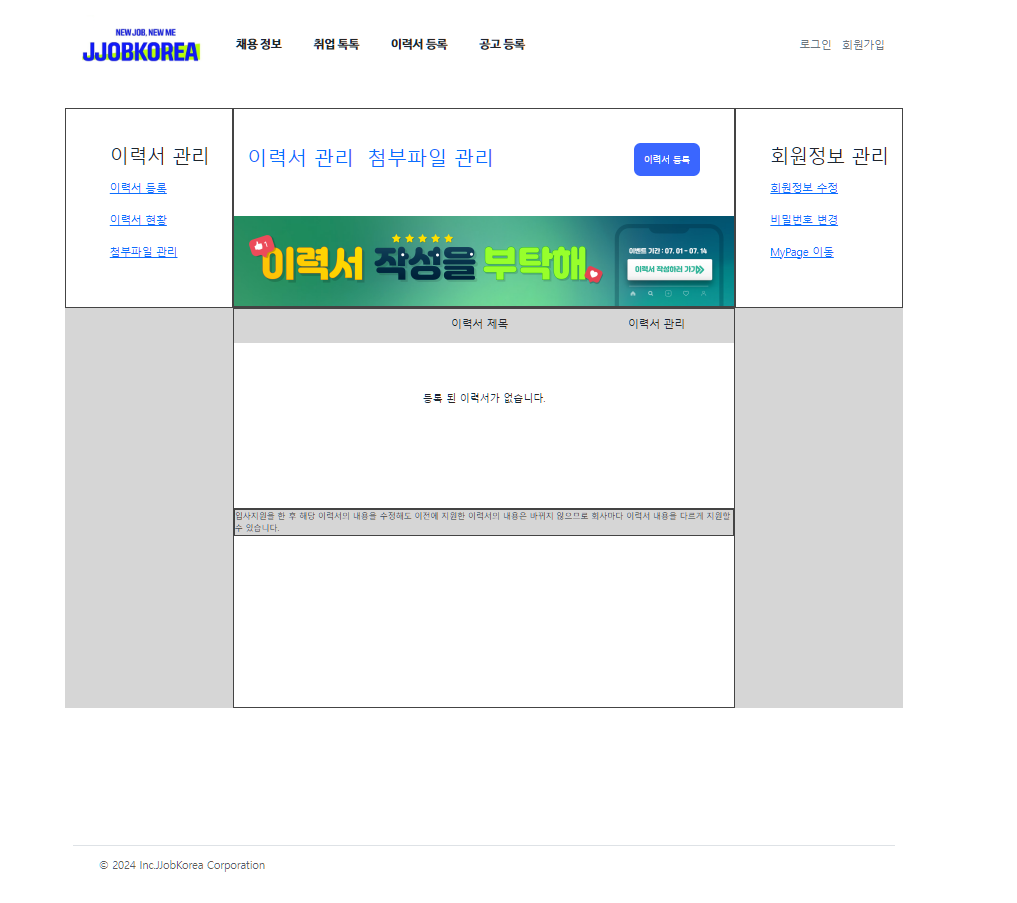 NEW JOB, NEW ME
JJOBKOREA
채용 정보 취업 톡톡 이력서 등록 공고 등록
로그인 회원가입
이력서 관리
이력서 등록
이력서 현황
첨부파일 관리
이력서 관리 첨부파일 관리
이력서 등록
1
이력서 작성을 부탁해
이벤트 기간 : 07. 01 ~ 07. 14
이력서 작성하러 가기
이력서 제목 이력서 관리
등록 된 이력서가 없습니다.
입사지원을 한 후 해당 이력서의 내용을 수정해도 이전에 지원한 이력서의 내용은 바뀌지 않으므로 회사마다 이력서 내용을 다르게 지원할
수 있습니다.
회원정보 관리
회원정보 수정
비밀번호 변경
MyPage 이동
© 2024 Inc.JJobKorea Corporation